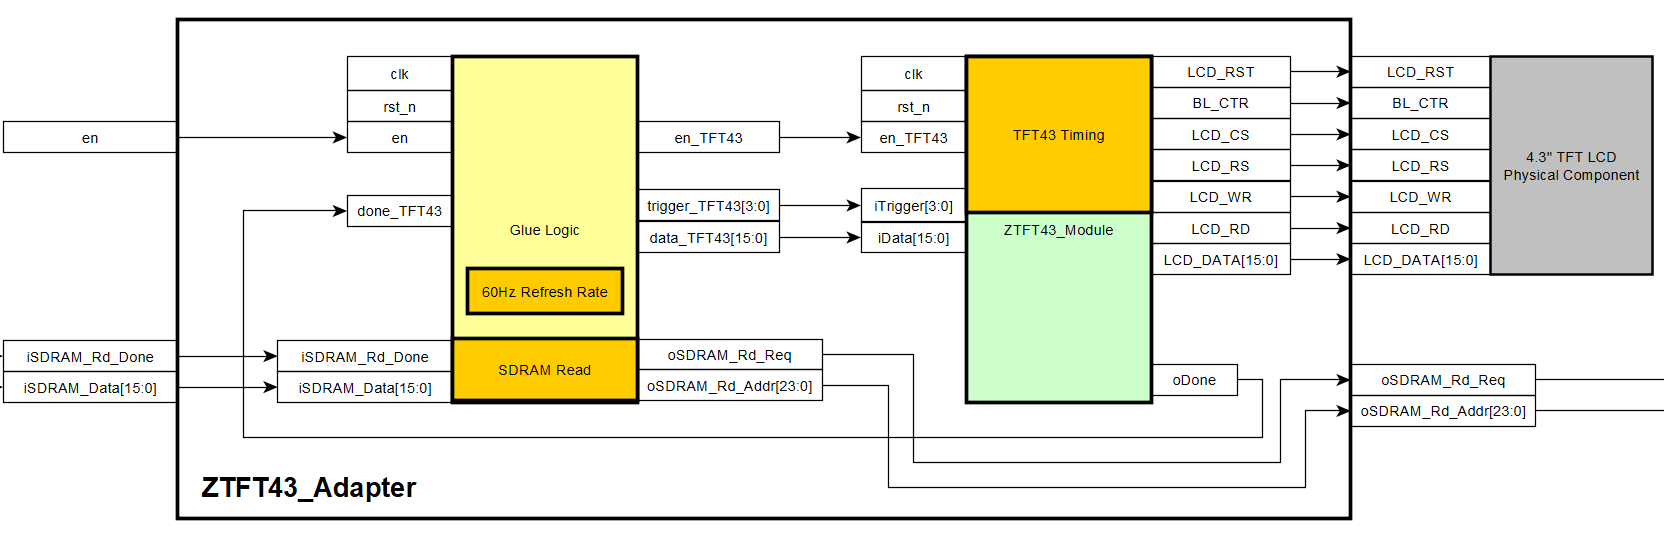 clk
rst_n
en
en
done_TFT43
Glue Logic
60Hz Refresh Rate
iSDRAM_Rd_Done
iSDRAM_Data[15:0]
iSDRAM_Rd_Done
iSDRAM_Data[15:0]
SDRAM Read
en_TFT43
trigger_TFT43[3:0]
data_TFT43[15:0]
oSDRAM_Rd_Req
oSDRAM_Rd_Addr[23:0]
clk
rst_n
en_TFT43
iTrigger[3:0]
iData[15:0]
TFT43 Timing
ZTFT43_Module
LCD_RST
BL_CTR
LCD_CS
LCD_RS
LCD_WR
LCD_RD
LCD_DATA[15:0]
oDone
LCD_RST
BL_CTR
LCD_CS
LCD_RS
LCD_WR
LCD_RD
LCD_DATA[15:0]
4.3" TFT LCD
Physical Component
oSDRAM_Rd_Req
oSDRAM_Rd_Addr[23:0]
ZTFT43_Adapter